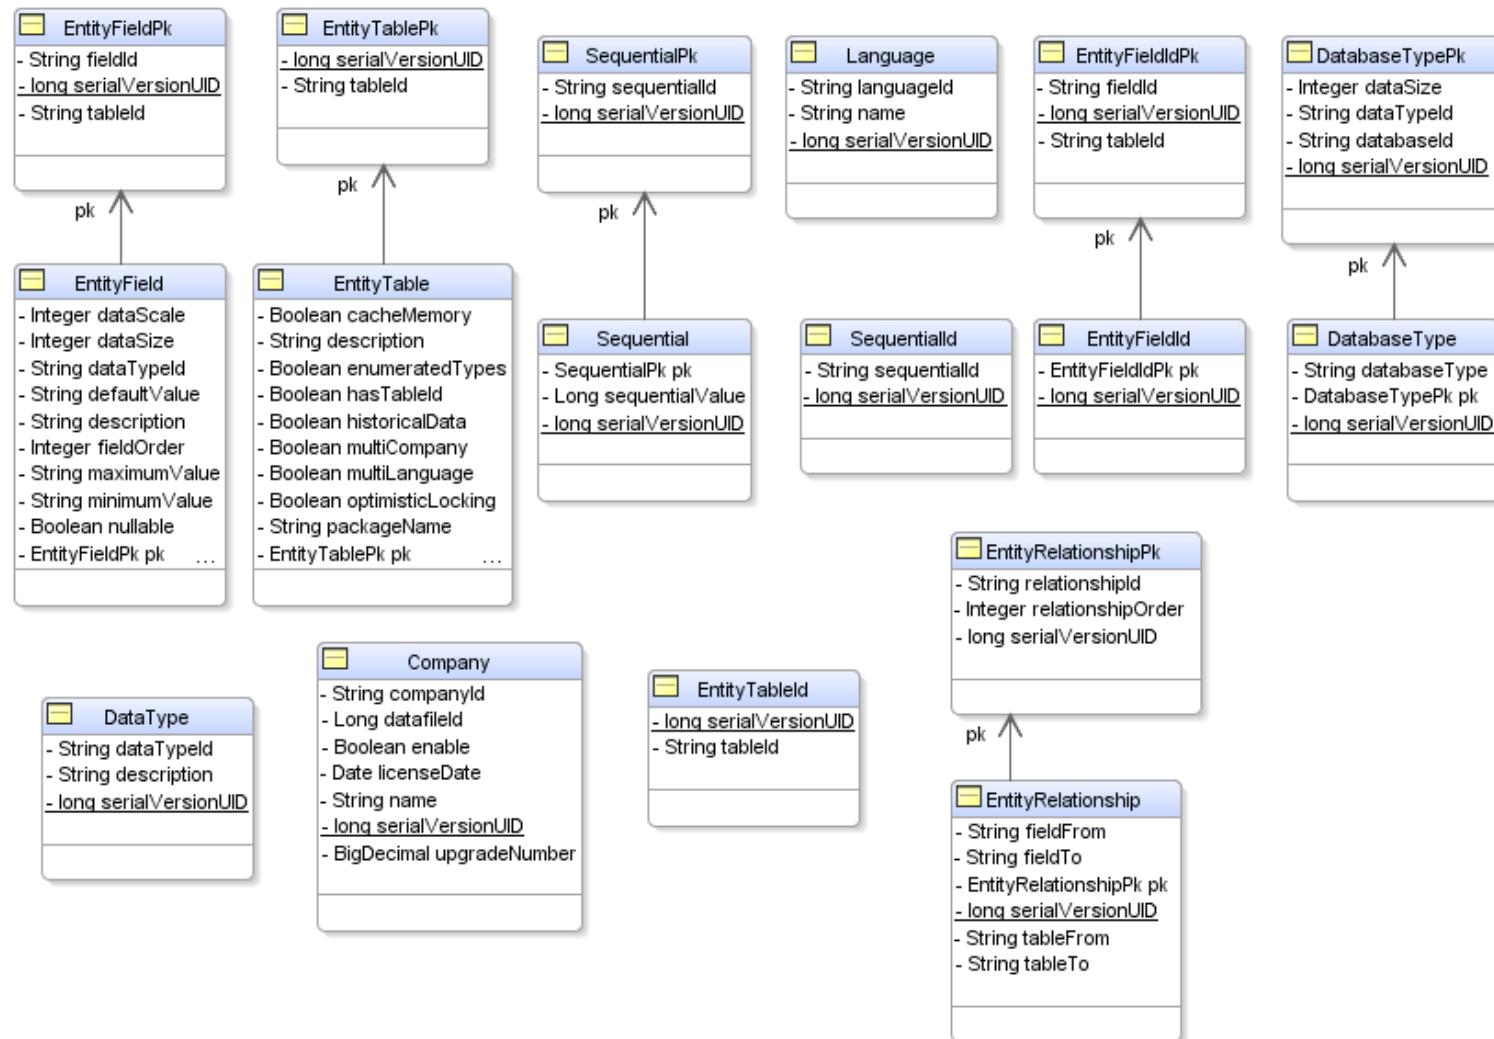 EntityFieldPk
- String fieldId
- long serialVersionUID
- String tableId
EntityTablePk
- long serialVersionUID
- String tableId
SequentialPk
- String sequentialId
- long serialVersionUID
Language
- String languageId
- String name
- long serialVersionUID
EntityFieldIdPk
- String fieldId
- long serialVersionUID
- String tableId
DatabaseTypePk
- Integer dataSize
- String dataTypeId
- String databaseId
- long serialVersionUID
pk
pk
pk
pk
pk
EntityField
- Integer dataScale
- Integer dataSize
- String dataTypeId
- String defaultValue
- String description
- Integer fieldOrder
- String maximumValue
- String minimumValue
- Boolean nullable
- EntityFieldPk pk ...
EntityTable
- Boolean cacheMemory
- String description
- Boolean enumeratedTypes
- Boolean hasTableId
- Boolean historicalData
- Boolean multiCompany
- Boolean multiLanguage
- Boolean optimisticLocking
- String packageName
- EntityTablePk pk ...
Sequential
- SequentialPk pk
- Long sequentialValue
- long serialVersionUID
SequentialId
- String sequentialId
- long serialVersionUID
EntityFieldId
- EntityFieldIdPk pk
- long serialVersionUID
DatabaseType
- String databaseType
- DatabaseTypePk pk
- long serialVersionUID
EntityRelationshipPk
- String relationshipId
- Integer relationshipOrder
- long serialVersionUID
DataType
- String dataTypeId
- String description
- long serialVersionUID
Company
- String companyId
- Long datafileId
- Boolean enable
- Date licenseDate
- String name
- long serialVersionUID
- BigDecimal upgradeNumber
EntityTableId
- long serialVersionUID
- String tableId
pk
EntityRelationship
- String fieldFrom
- String fieldTo
- EntityRelationshipPk pk
- long serialVersionUID
- String tableFrom
- String tableTo